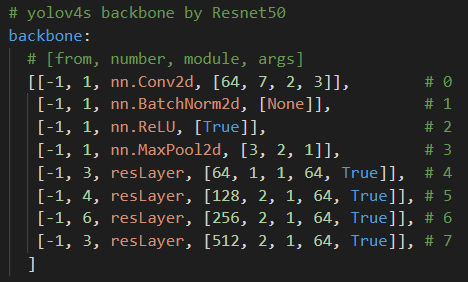 # yolov4s backbone by Resnet50
backbone:
  # [from, number, module, args]
  [[-1, 1, nn.Conv2d, [64, 7, 2, 3]],        # 0
   [-1, 1, nn.BatchNorm2d, [None]],          # 1
   [-1, 1, nn.ReLU, [True]],                 # 2
   [-1, 1, nn.MaxPool2d, [3, 2, 1]],         # 3
   [-1, 3, resLayer, [64, 1, 1, 64, True]],  # 4
   [-1, 4, resLayer, [128, 2, 1, 64, True]], # 5
   [-1, 6, resLayer, [256, 2, 1, 64, True]], # 6
   [-1, 3, resLayer, [512, 2, 1, 64, True]], # 7
  ]